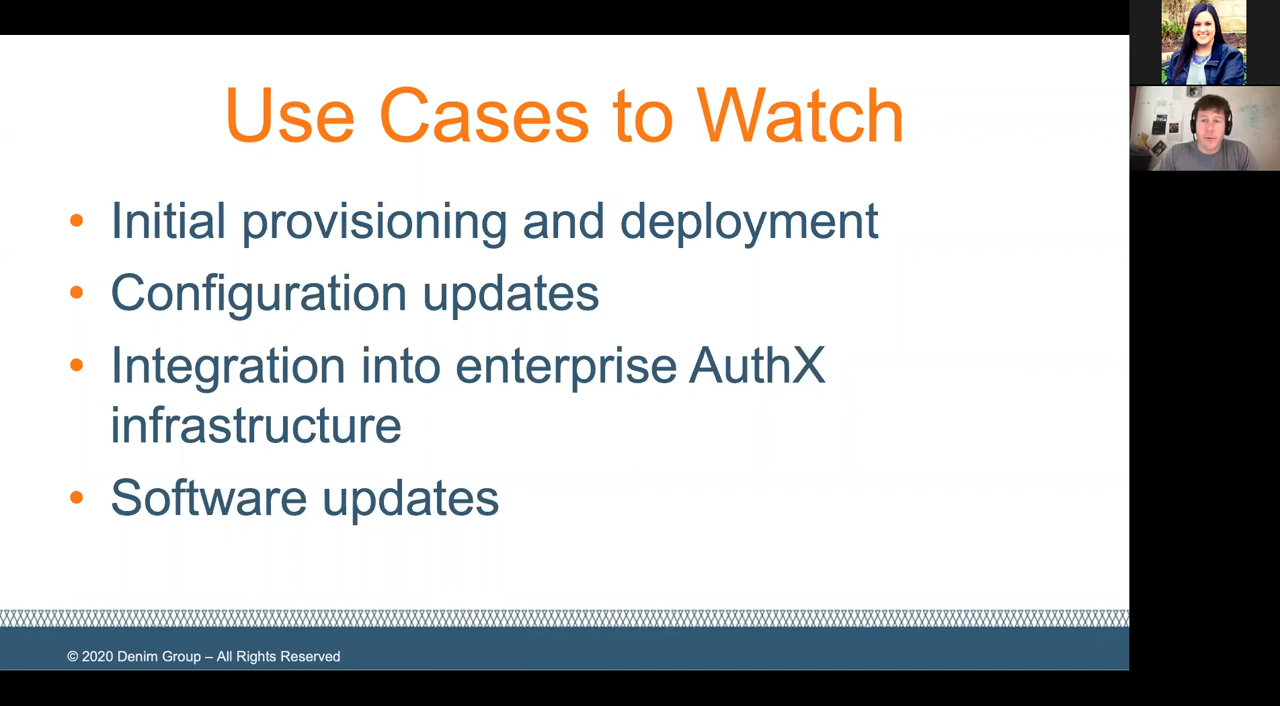 Use Cases to Watch
• Initial provisioning and deployment
• Configuration updates
• Integration into enterprise AuthX
infrastructure
• Software updates
© 2020 Denim Group – All Rights Reserved